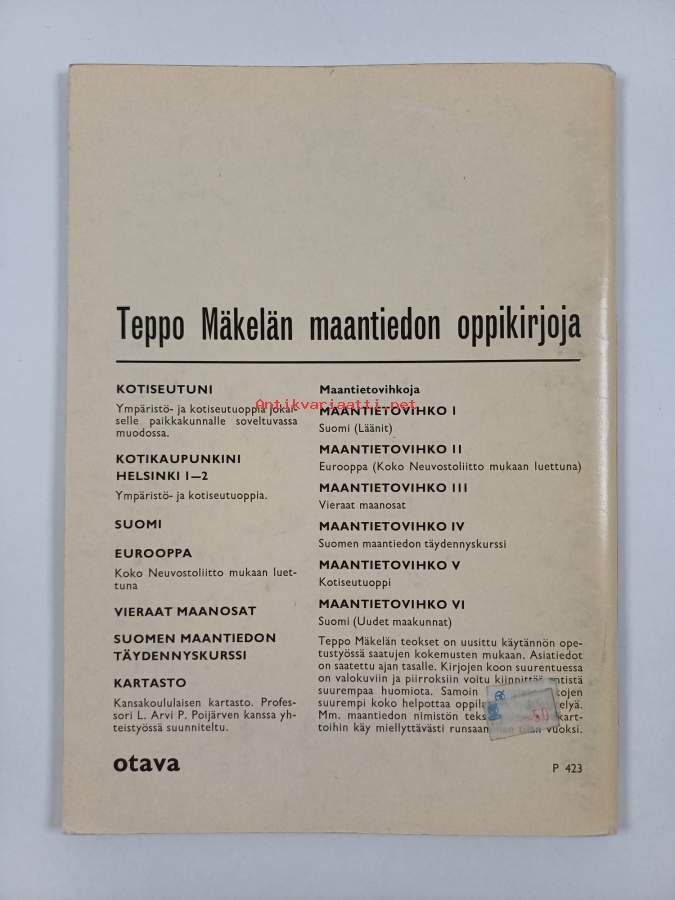 Teppo Mäkelän maantiedon oppikirjoja
KOTISEUTUNI
Ympäristö- ja kotiseutuoppia jokai-
selle paikkakunnalle soveltuvassa
muodossa.
KOTIKAUPUNKINI
HELSINKI 1—2
Ympäristö- ja kotiseutuoppia.
SUOMI
EUROOPPA
Koko Neuvostoliitto mukaan luet-
tuna
VIERAAT MAANOSAT
SUOMEN MAANTIEDON
TÄYDENNYSKURSSI
KARTASTO
Kansakoululaisen kartasto. Profes-
sori L. Arvi P. Poijärven kanssa yh-
teistyössä suunniteltu.
otava
Maantietovihkoja
Antikvariaatti.net
MAANTIETOVIHKO I
Suomi (Läänit)
MAANTIETOVIHKO II
Eurooppa (Koko Neuvostoliitto mukaan luettuna)
MAANTIETOVIHKO III
Vieraat maanosat
MAANTIETOVIHKO IV
Suomen maantiedon täydennyskurssi
MAANTIETOVIHKO V
Kotiseutuoppi
MAANTIETOVIHKO VI
Suomi (Uudet maakunnat)
Teppo Mäkelän teokset on uusittu käytännön ope-
tustyössä saatujen kokemusten mukaan. Asiatiedot
on saatettu ajan tasalle. Kirjojen koon suurentuessa
on valokuviin ja piirroksiin voitu kiinnittää entistä
suurempaa huomiota. Samoin
suurempi koko helpottaa
Mm. maantiedon nimistön
toihin käy miellyttävästi runsaan tilan vuoksi.
P 423